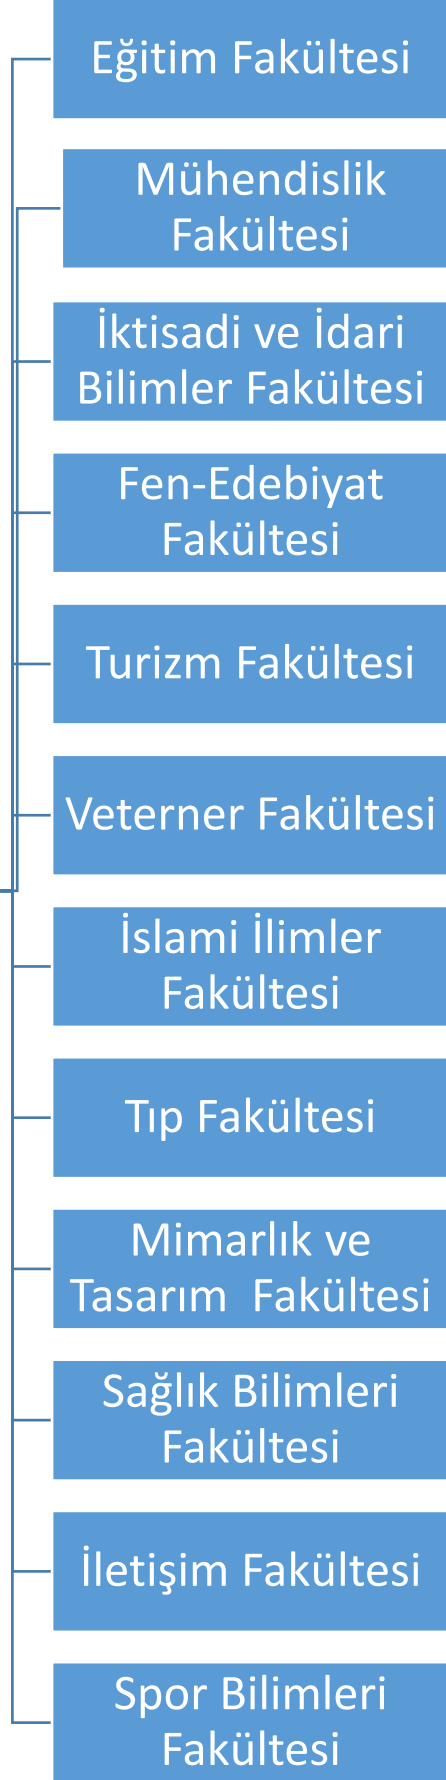 Eğitim Fakültesi
Mühendislik
Fakültesi
İktisadi ve İdari
Bilimler Fakültesi
Fen-Edebiyat
Fakültesi
Turizm Fakültesi
Veterner Fakültesi
İslami İlimler
Fakültesi
Tıp Fakültesi
Mimarlık ve
Tasarım  Fakültesi
Sağlık Bilimleri
Fakültesi
İletişim Fakültesi
Spor Bilimleri
Fakültesi